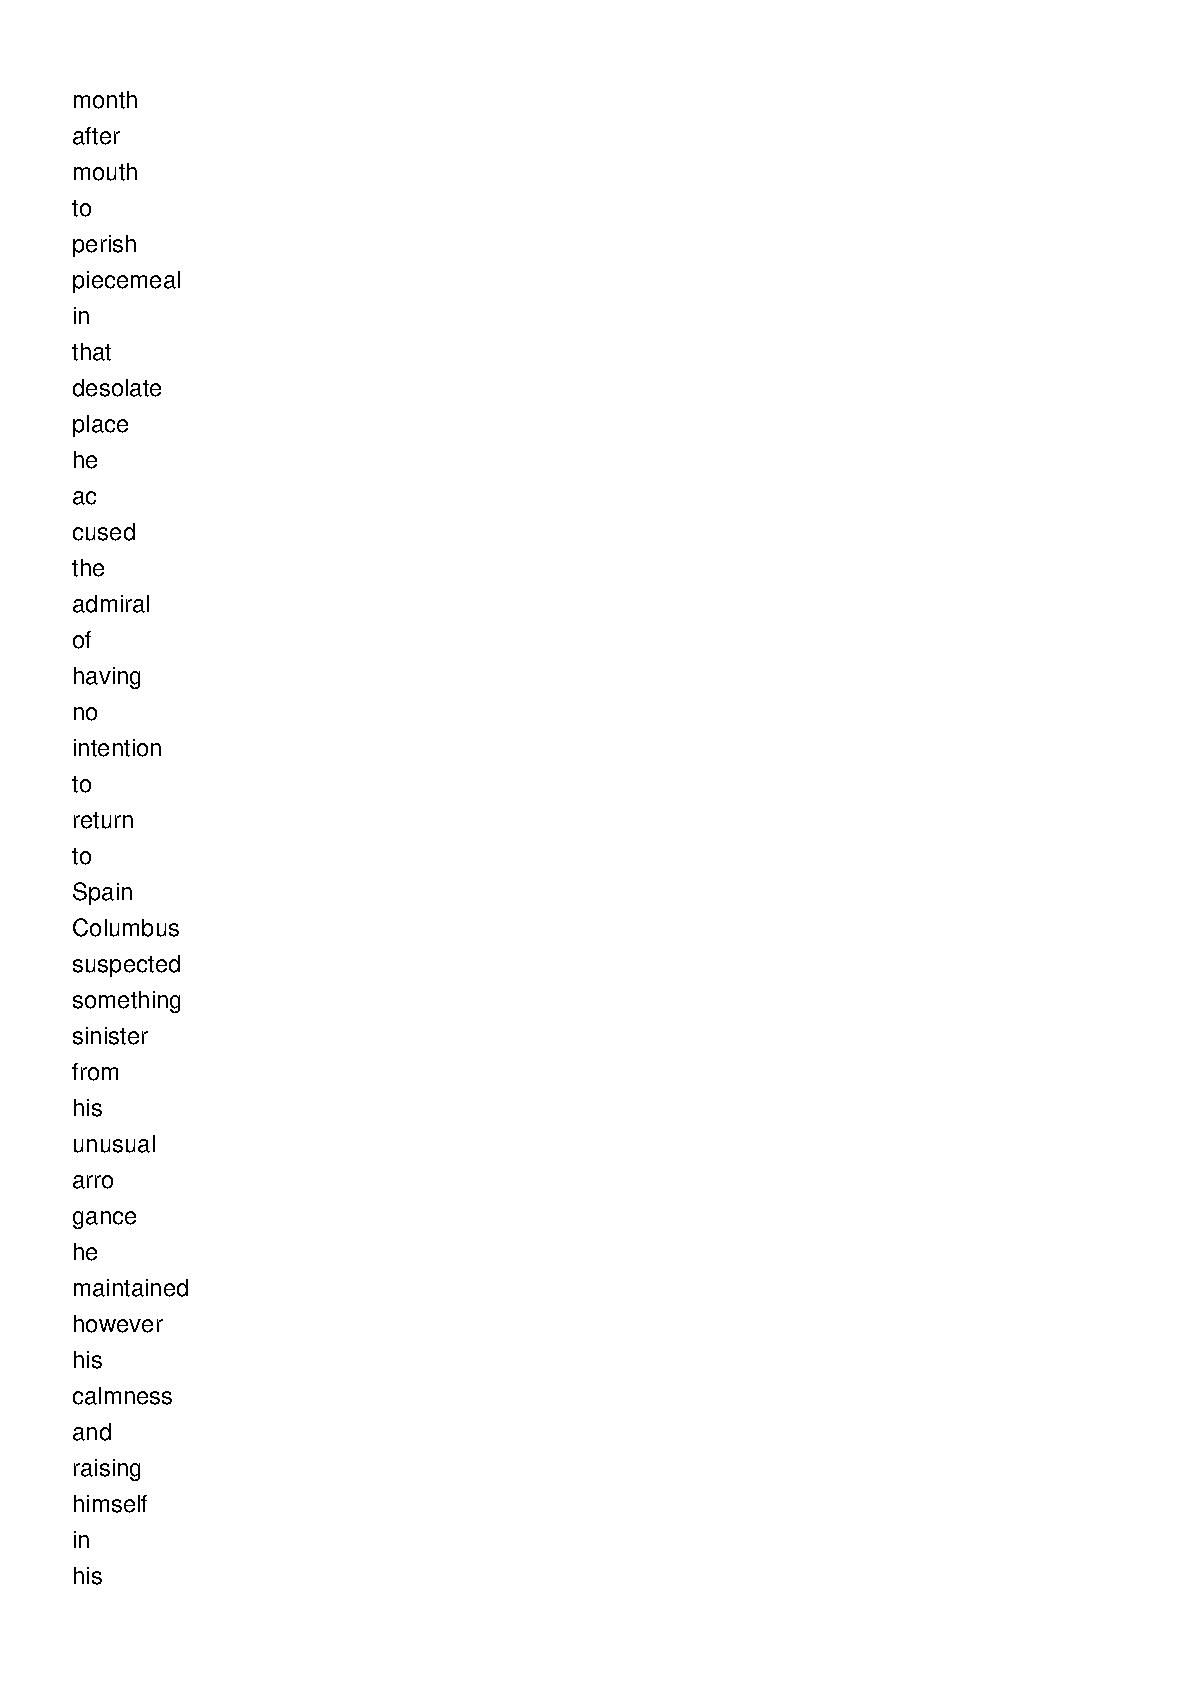 month
after
mouth
to
perish
piecemeal
in
that
desolate
place
he
ac
cused
the
admiral
of
having
no
intention
to
return
to
Spain
Columbus
suspected
something
sinister
from
his
unusual
arro
gance
he
maintained
however
his
calmness
and
raising
himself
in
his